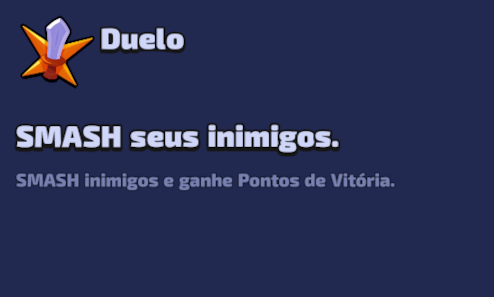 Duelo
SMASH seus inimigos.
SMASH inimigos e ganhe Pontos de Vitória.